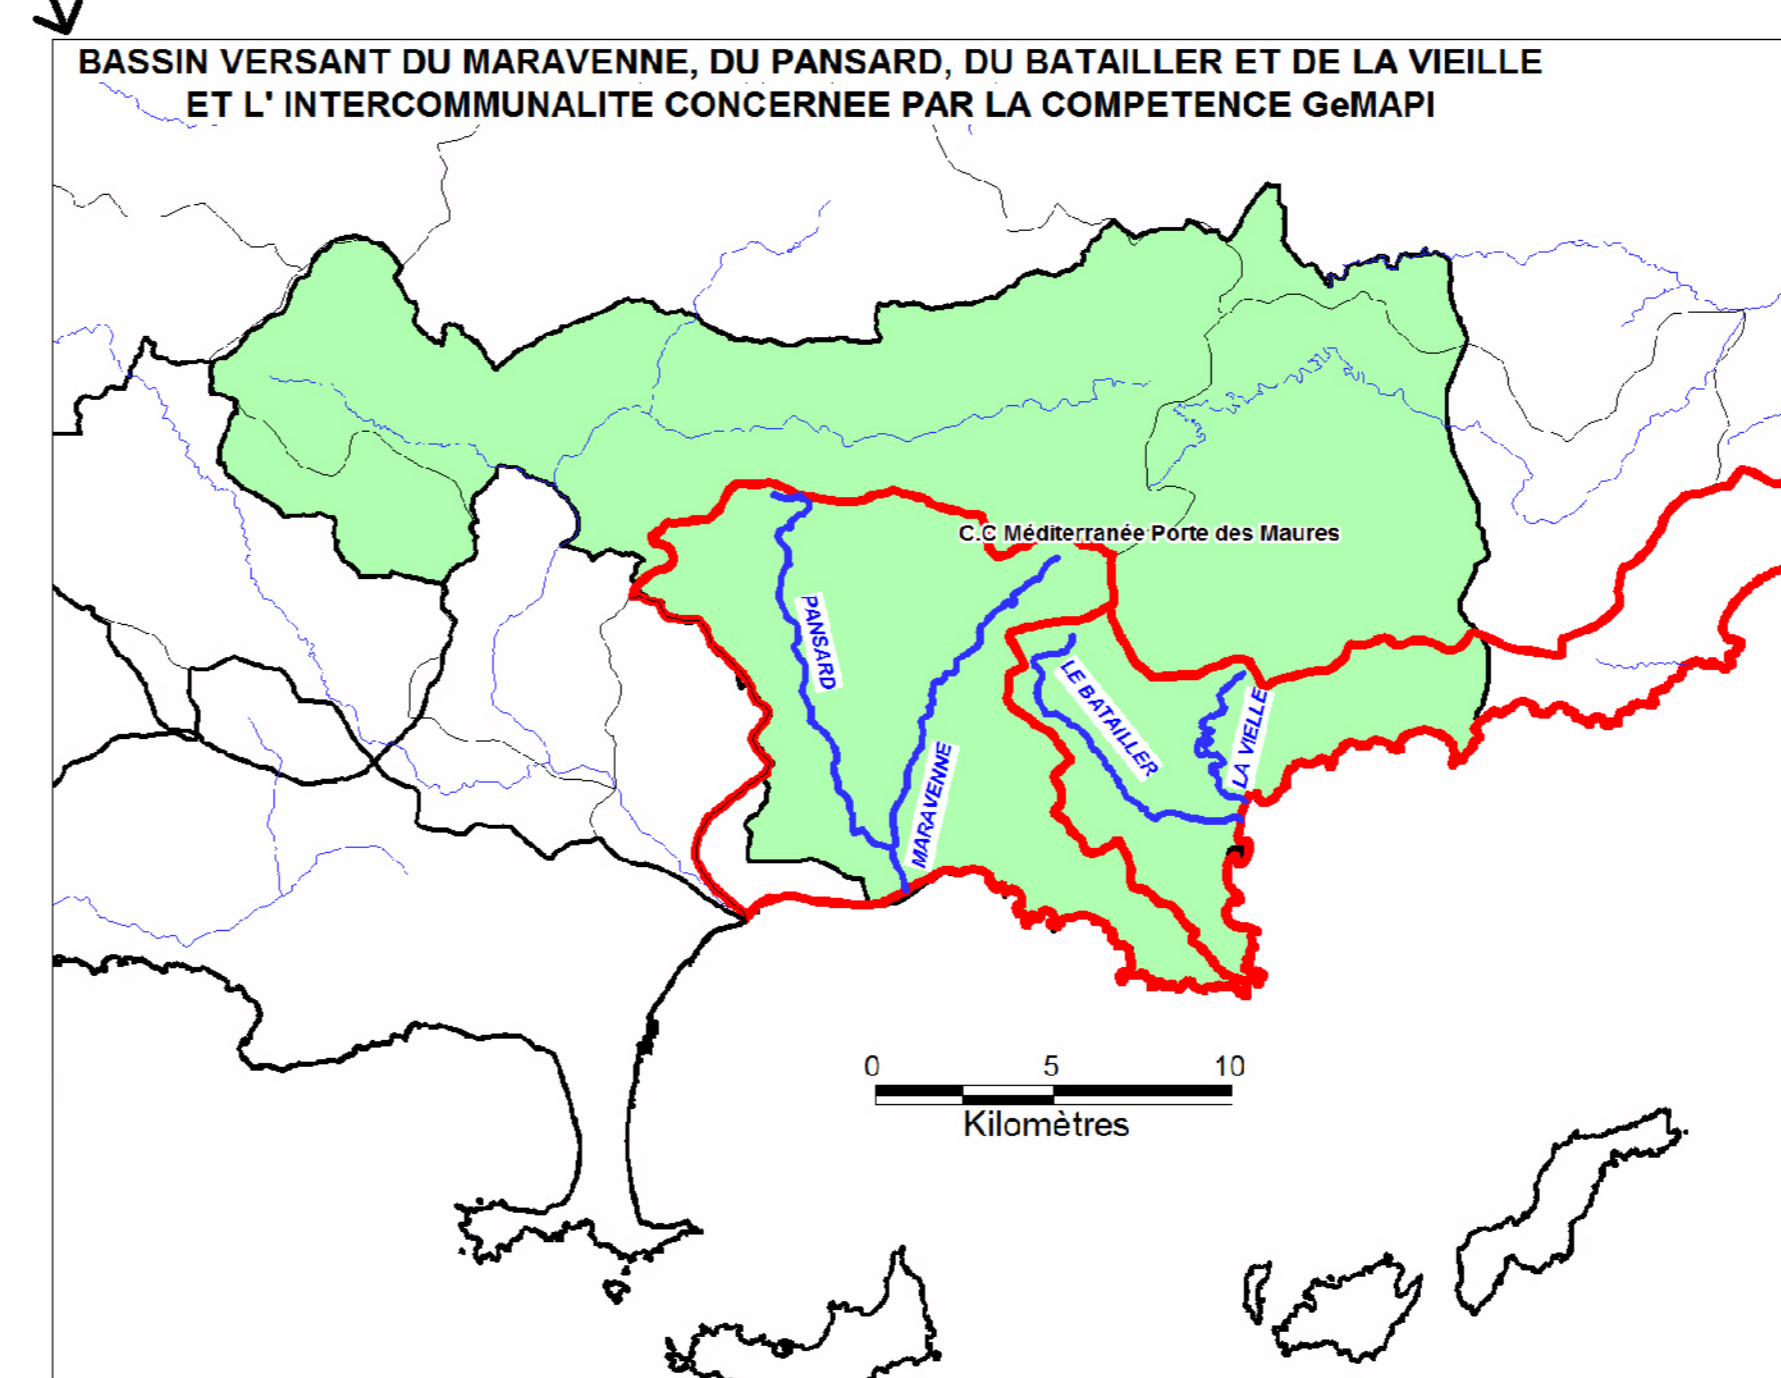 BASSIN VERSANT DU MARAVENNE, DU PANSARD, DU BATAILLER ET DE LA VIEILLE
ET L' INTERCOMMUNALITE CONCERNEE PAR LA COMPETENCE GeMAPI
C.C Méditerranée Porte des Maures
PANSARD
LE BATAILLER
LA VIELLE
MARAVENNE
0 5 10
Kilomètres